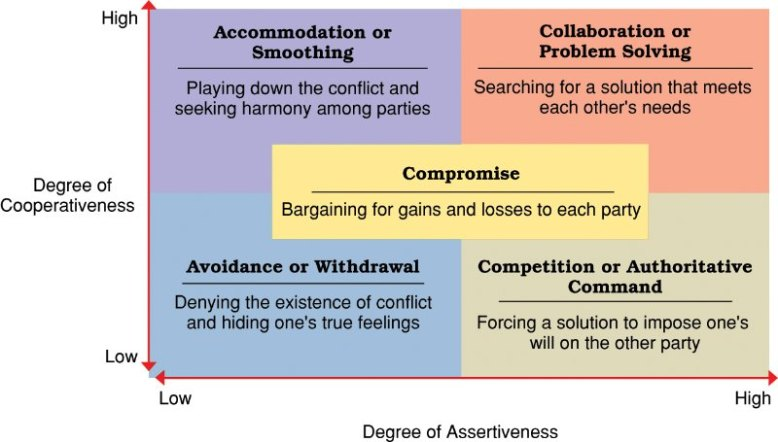 High
Accommodation or
Smoothing
Playing down the conflict and
seeking harmony among parties
Collaboration or
Problem Solving
Searching for a solution that meets
each other's needs
Degree of
Cooperativeness
Compromise
Bargaining for gains and losses to each party
Avoidance or Withdrawal
Denying the existence of conflict
and hiding one's true feelings
Competition or Authoritative
Command
Forcing a solution to impose one's
will on the other party
Low
Low
High
Degree of Assertiveness